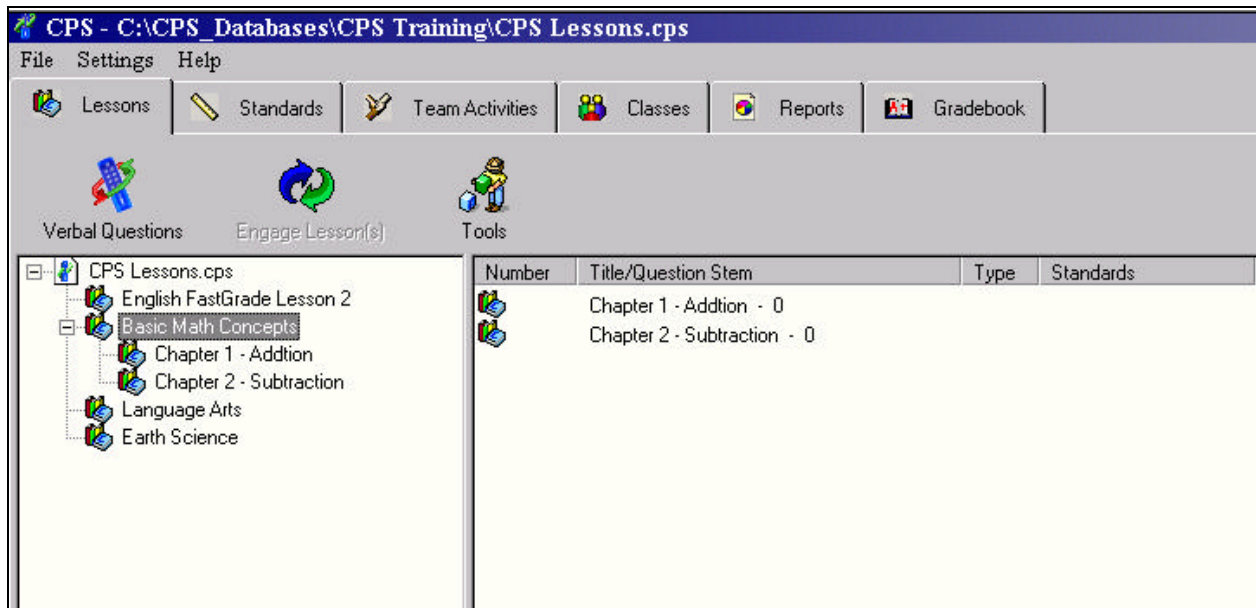 CPS - C:\CPS_Databases\CPS Training\CPS Lessons.cps
File Settings Help
Lessons Standards Team Activities Classes Reports A+ Gradebook
Verbal Questions Engage Lesson(s) Tools
CPS Lessons.cps
English FastGrade Lesson 2
Basic Math Concepts
Chapter 1 - Addtion
Chapter 2 - Subtraction
Language Arts
Earth Science
Number Title/Question Stem Type Standards
Chapter 1 - Addtion - 0
Chapter 2 - Subtraction - 0